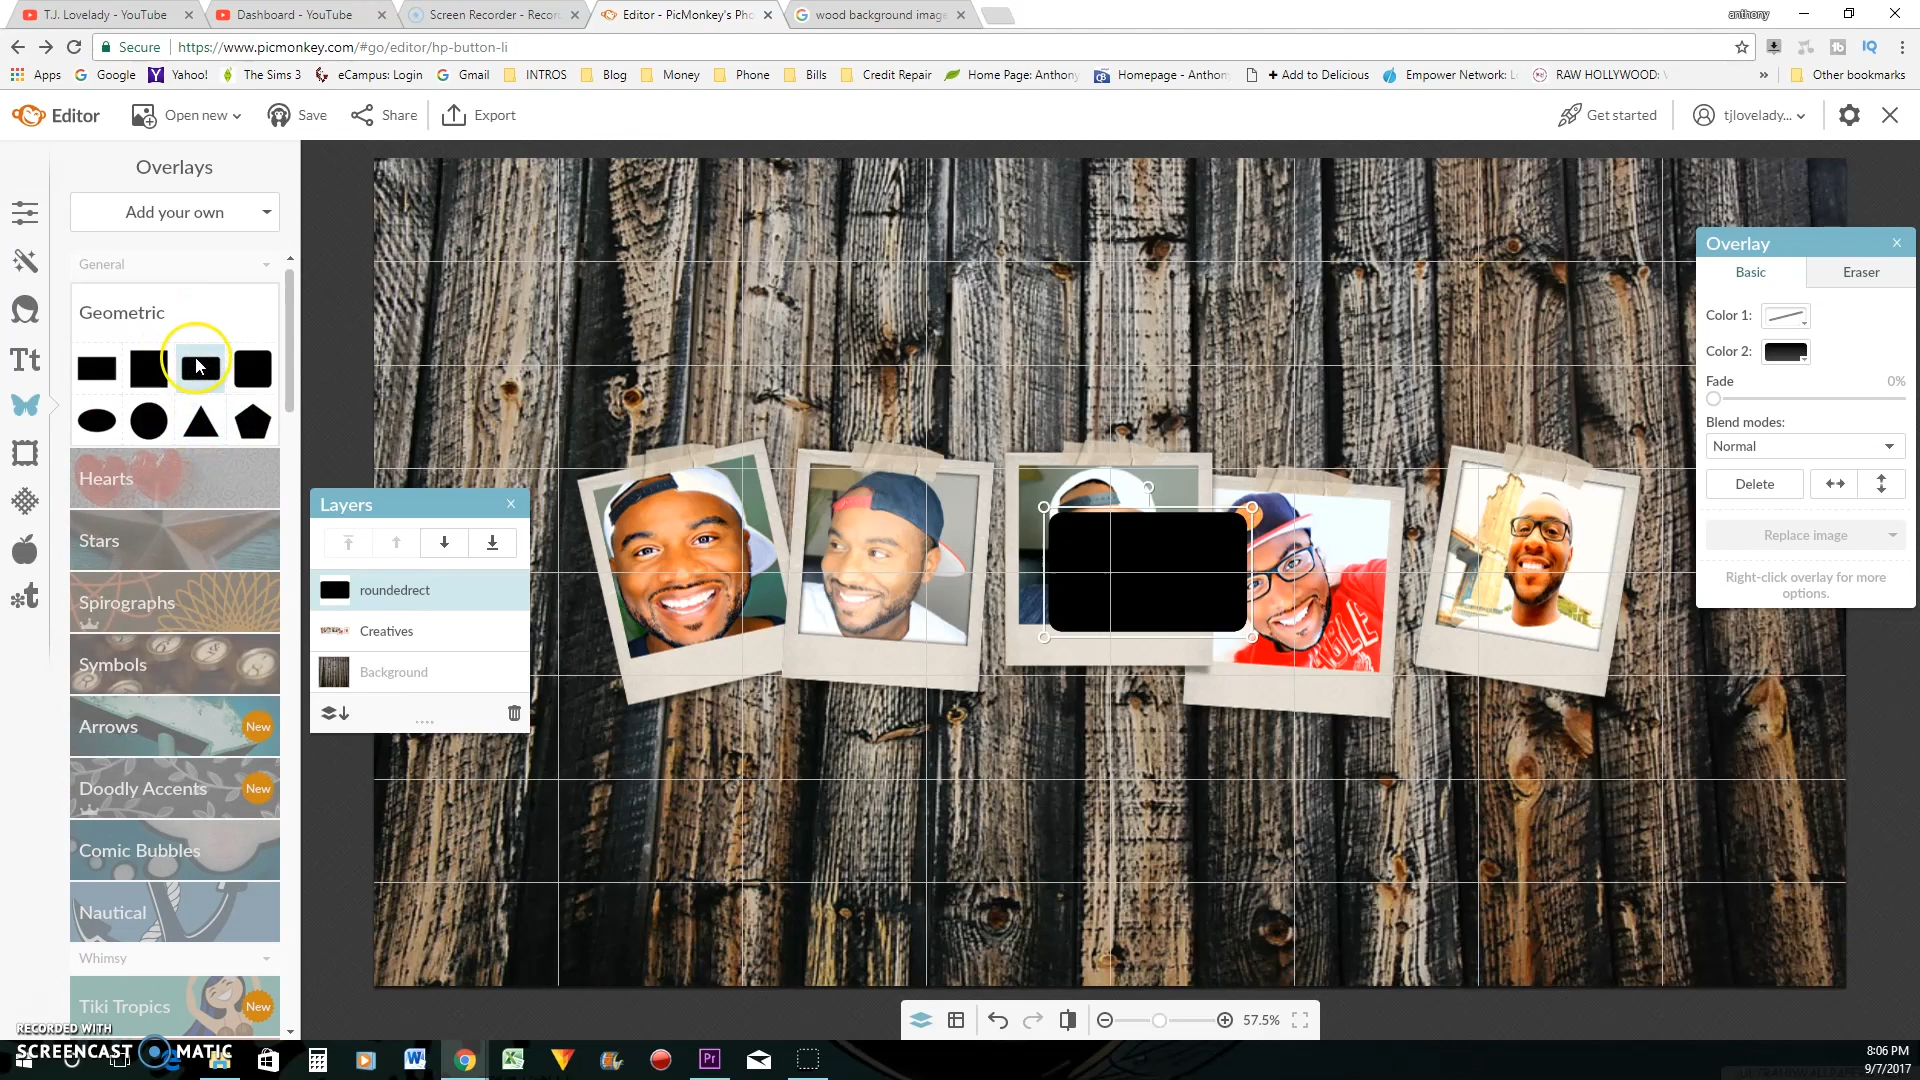 T.J. Lovelady - YouTube
Dashboard - YouTube
Screen Recorder - Recor
Editor - PicMonkey's Pho
wood background image
anthony
Secure
https://www.picmonkey.com/#go/editor/hp-button-li
Apps
Google
Yahoo!
The Sims 3
eCampus: Login
Gmail
INTROS
Blog
Money
Phone
Bills
Credit Repair
Home Page: Anthony
Homepage - Anthon
+ Add to Delicious
Empower Network: L
RAW HOLLYWOOD:
»
Other bookmarks
Editor
Open new
Save
Share
Export
Get started
tjlovelady...
Overlays
Add your own
General
Geometric
Hearts
Stars
Spirographs
Symbols
Arrows
New
Doodly Accents
New
Comic Bubbles
Nautical
Whimsy
Tiki Tropics
New
Tt
Layers
roundedrect
Creatives
Background
Overlay
Basic
Eraser
Color 1:
Color 2:
Fade
0%
Blend modes:
Normal
Delete
Replace image
Right-click overlay for more
options.
57.5%
RECORDED WITH
SCREENCAST MATIC
8:06 PM
9/7/2017